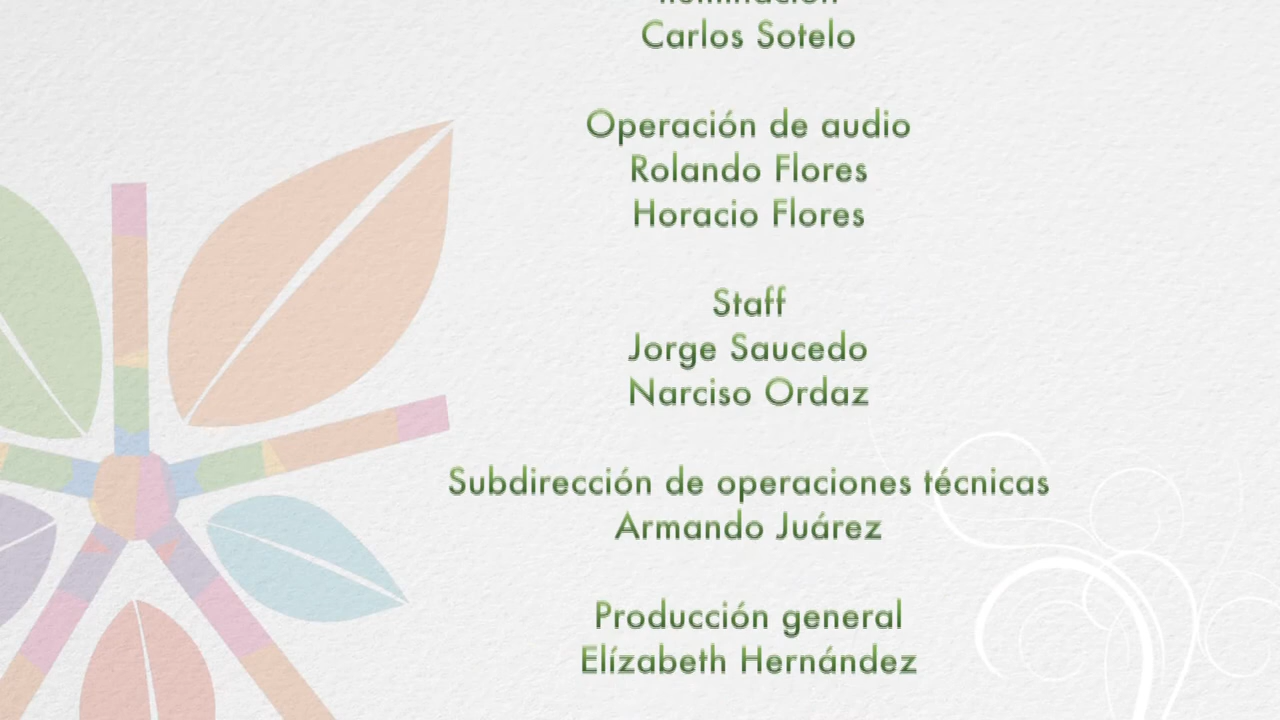 Carlos Sotelo
Operación de audio
Rolando Flores
Horacio Flores
Staff
Jorge Saucedo
Narciso Ordaz
Subdirección de operaciones técnicas
Armando Juárez
Producción general
Elízabeth Hernández